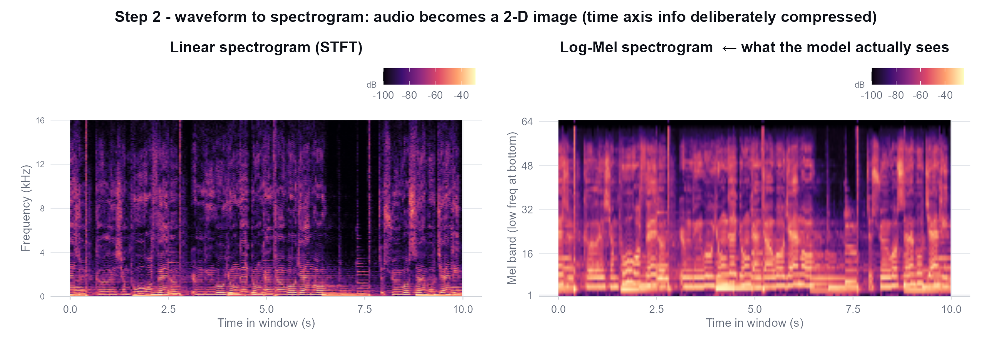 Step 2 - waveform to spectrogram: audio becomes a 2-D image (time axis info deliberately compressed)
Linear spectrogram (STFT)
dB
-100 -80 -60 -40
Frequency (kHz)
16
12
8
4
0
0.0 2.5 5.0 7.5 10.0
Time in window (s)
Log-Mel spectrogram ← what the model actually sees
dB
-100 -80 -60 -40
Mel band (low freq at bottom)
64
48
32
16
1
0.0 2.5 5.0 7.5 10.0
Time in window (s)